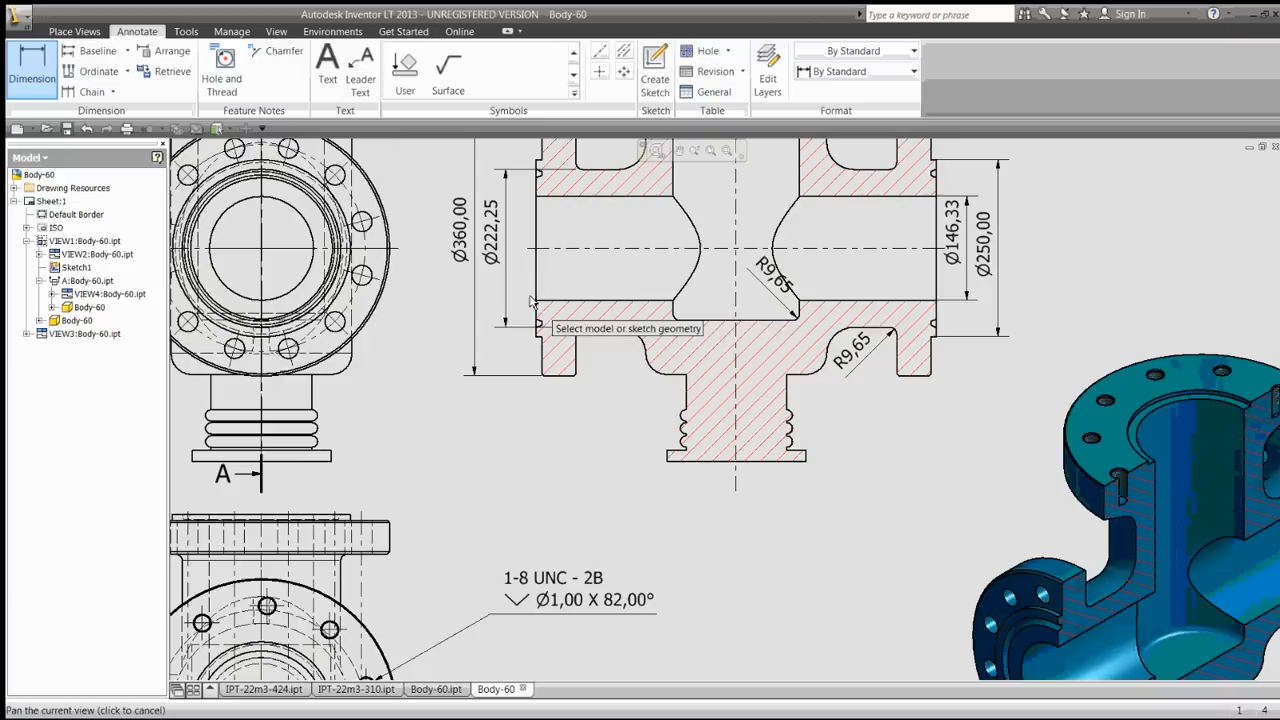 Autodesk Inventor LT 2013 - UNREGISTERED VERSION Body-60
Type a keyword or phrase
Sign In
Place Views Annotate Tools Manage View Environments Get Started Online
Dimension
Baseline
Arrange
Ordinate
Retrieve
Chain
Dimension
Hole and
Thread
Chamfer
Feature Notes
Text
Leader
Text
Text
User
Surface
Symbols
Create
Sketch
Sketch
Hole
Revision
General
Table
Edit
Layers
By Standard
By Standard
Format
Model
Body-60
Drawing Resources
Sheet:1
Default Border
ISO
VIEW1:Body-60.ipt
VIEW2:Body-60.ipt
Sketch1
A:Body-60.ipt
VIEW4:Body-60.ipt
Body-60
Body-60
VIEW3:Body-60.ipt
Ø360,00
Ø222,25
R9,65
R9,65
Ø146,33
Ø250,00
Select model or sketch geometry
A
1-8 UNC - 2B
Ø1,00 X 82,00°
IPT-22m3-424.ipt IPT-22m3-310.ipt Body-60.ipt Body-60
Pan the current view (click to cancel)
1 4